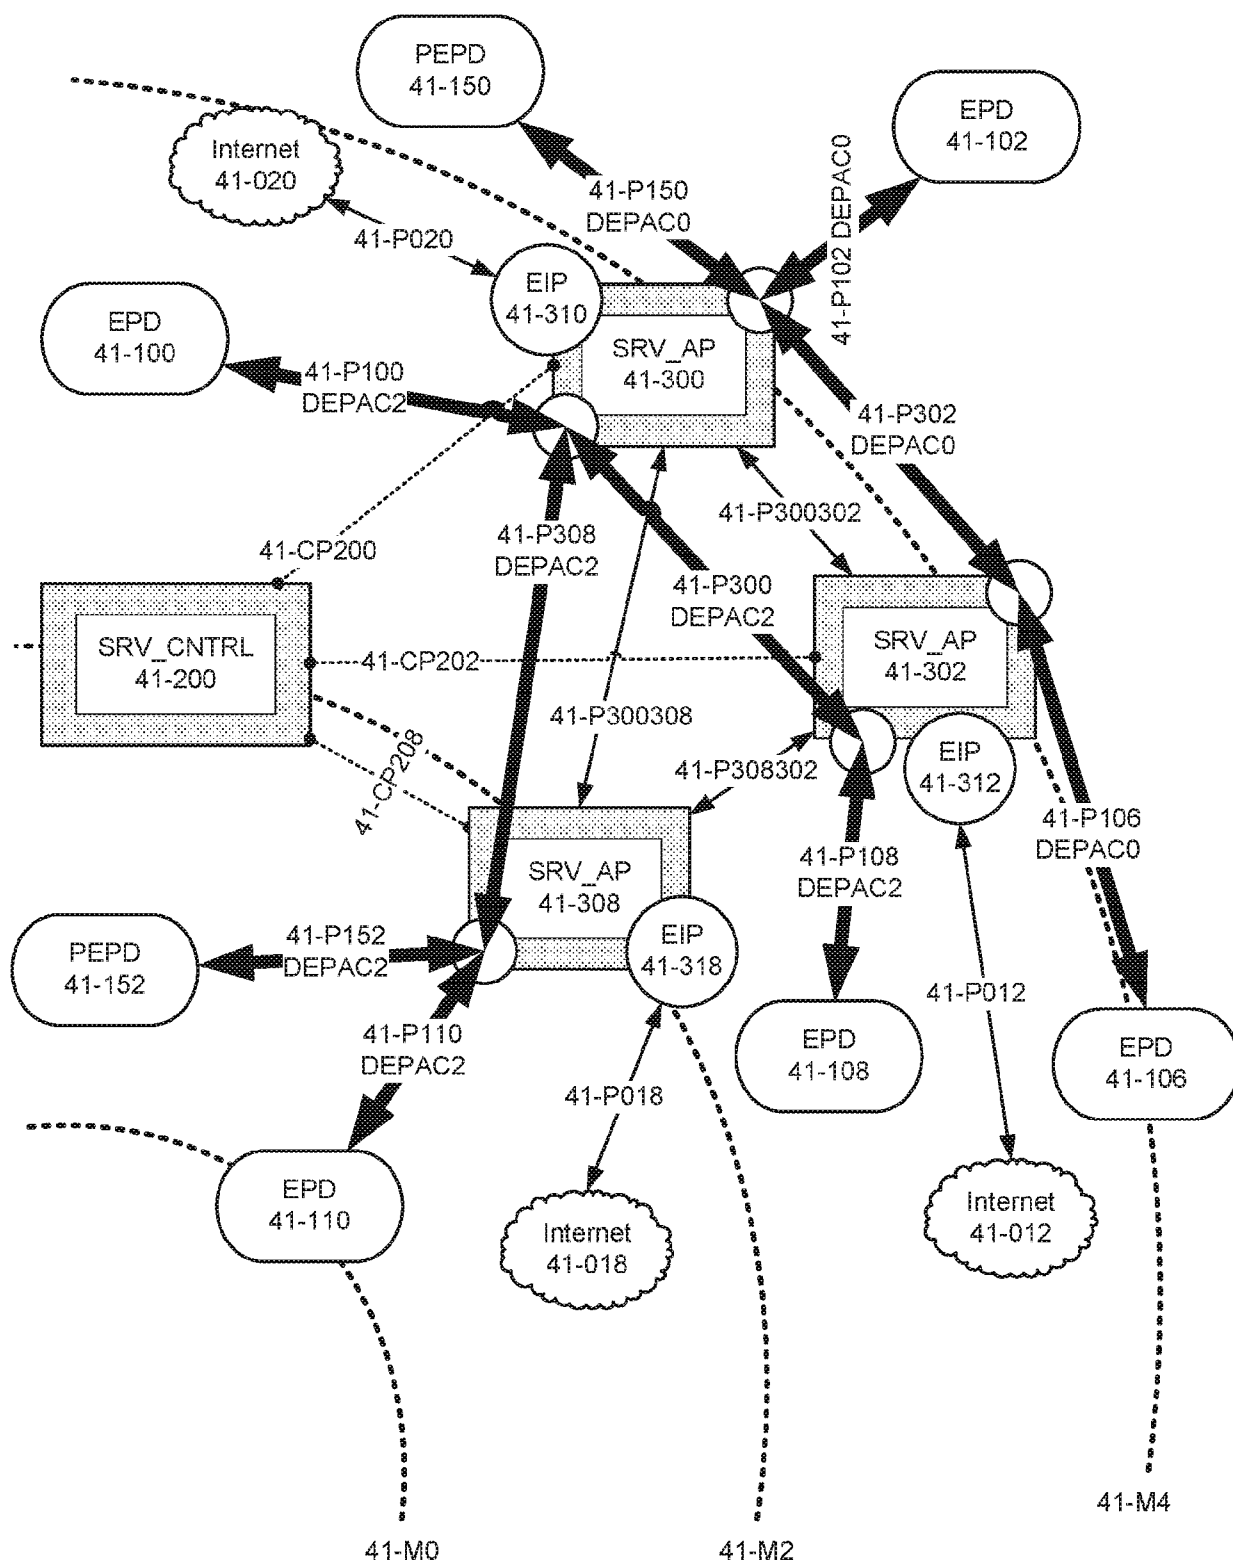 PEPD
41-150
EPD
41-102
Internet
41-020
41-P150
DEPAC0
41-P102 DEPAC0
41-P020
EIP
41-310
EPD
41-100
SRV_AP
41-300
41-P100
DEPAC2
41-P302
DEPAC0
41-P308
DEPAC2
41-P300302
41-CP200
41-P300
DEPAC2
SRV_CNTRL
41-200
SRV_AP
41-302
41-CP202
41-P300308
41-CP208
41-P308302
EIP
41-312
41-P106
DEPAC0
SRV_AP
41-308
41-P108
DEPAC2
EIP
41-318
41-P152
DEPAC2
PEPD
41-152
41-P012
41-P110
DEPAC2
EPD
41-108
EPD
41-106
41-P018
EPD
41-110
Internet
41-018
Internet
41-012
41-M4
41-M0
41-M2